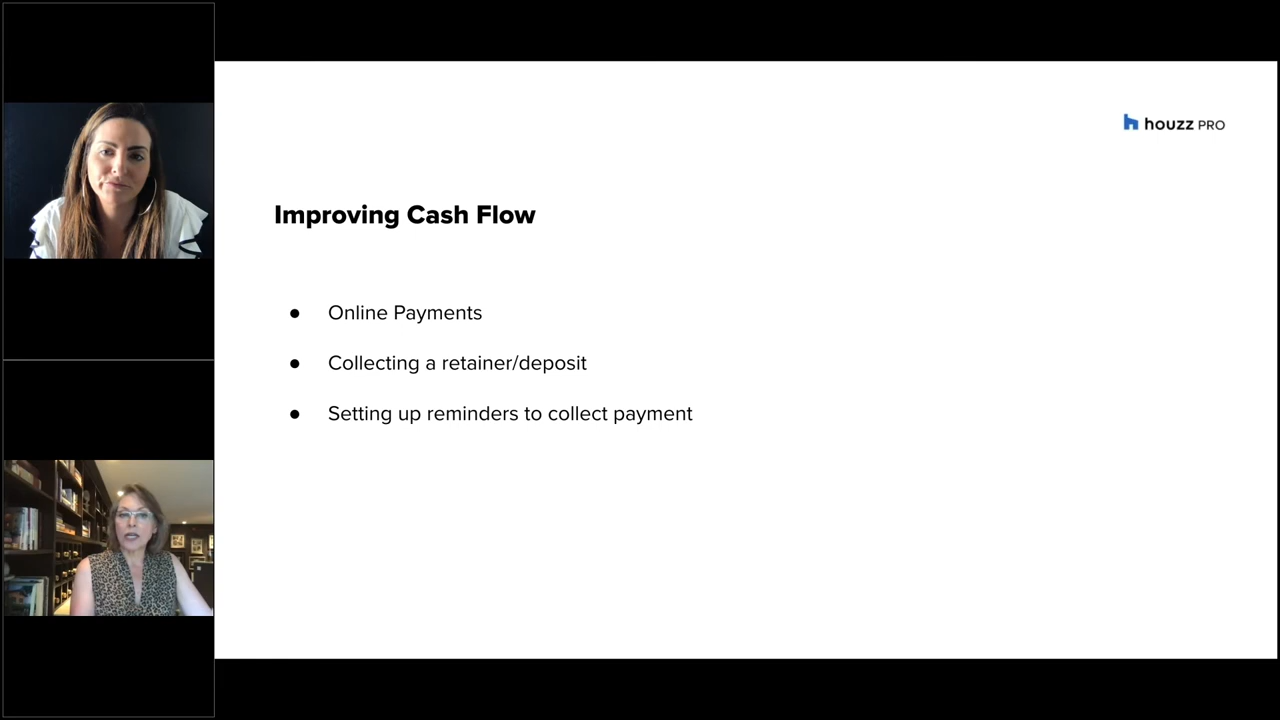 houzz PRO
Improving Cash Flow
● Online Payments
● Collecting a retainer/deposit
● Setting up reminders to collect payment